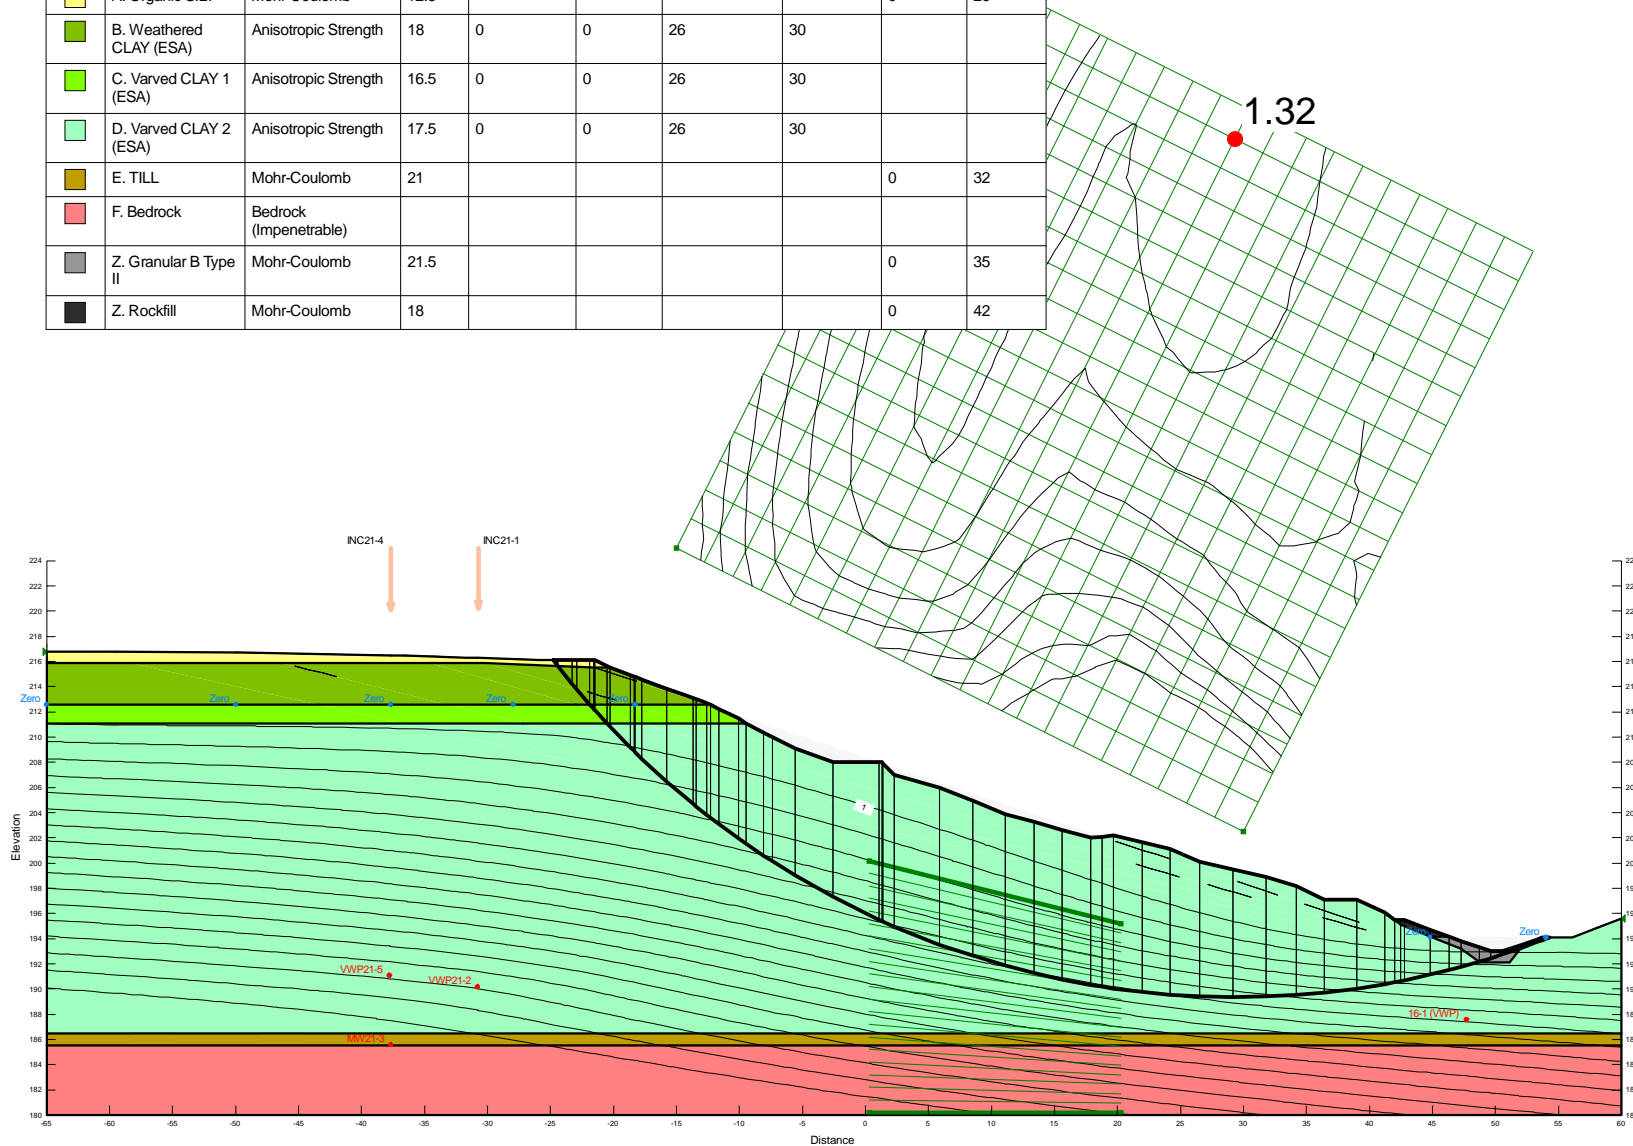 B. Weathered CLAY (ESA) Anisotropic Strength 18 0 0 26 30
C. Varved CLAY 1 (ESA) Anisotropic Strength 16.5 0 0 26 30
D. Varved CLAY 2 (ESA) Anisotropic Strength 17.5 0 0 26 30
E. TILL Mohr-Coulomb 21 0 32
F. Bedrock Bedrock (Impenetrable)
Z. Granular B Type II Mohr-Coulomb 21.5 0 35
Z. Rockfill Mohr-Coulomb 18 0 42
1.32
INC21-4
INC21-1
224
222
220
218
216
214
212
210
208
206
204
202
200
198
196
194
192
190
188
186
184
182
180
Elevation
Zero
Zero
Zero
Zero
Zero
1
Zero
Zero
VWP21-5
VWP21-2
16-1 (VWP)
MW21-3
-65 -60 -55 -50 -45 -40 -35 -30 -25 -20 -15 -10 -5 0 5 10 15 20 25 30 35 40 45 50 55 60
Distance